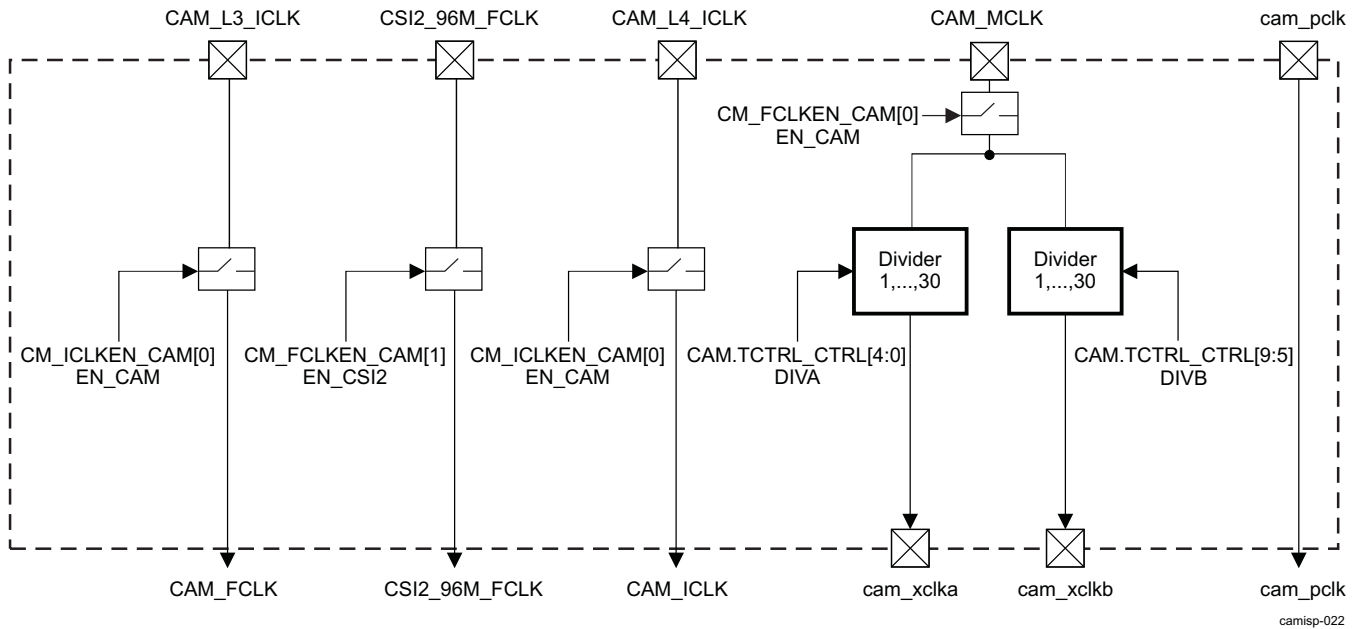 CAM_L3_ICLK
CSI2_96M_FCLK
CAM_L4_ICLK
CAM_MCLK
cam_pclk
CM_FCLKEN_CAM[0]
EN_CAM
Divider
1,...,30
Divider
1,...,30
CM_ICLKEN_CAM[0]
EN_CAM
CM_FCLKEN_CAM[1]
EN_CSI2
CM_ICLKEN_CAM[0]
EN_CAM
CAM.TCTRL_CTRL[4:0]
DIVA
CAM.TCTRL_CTRL[9:5]
DIVB
CAM_FCLK
CSI2_96M_FCLK
CAM_ICLK
cam_xclka
cam_xclkb
cam_pclk
camisp-022